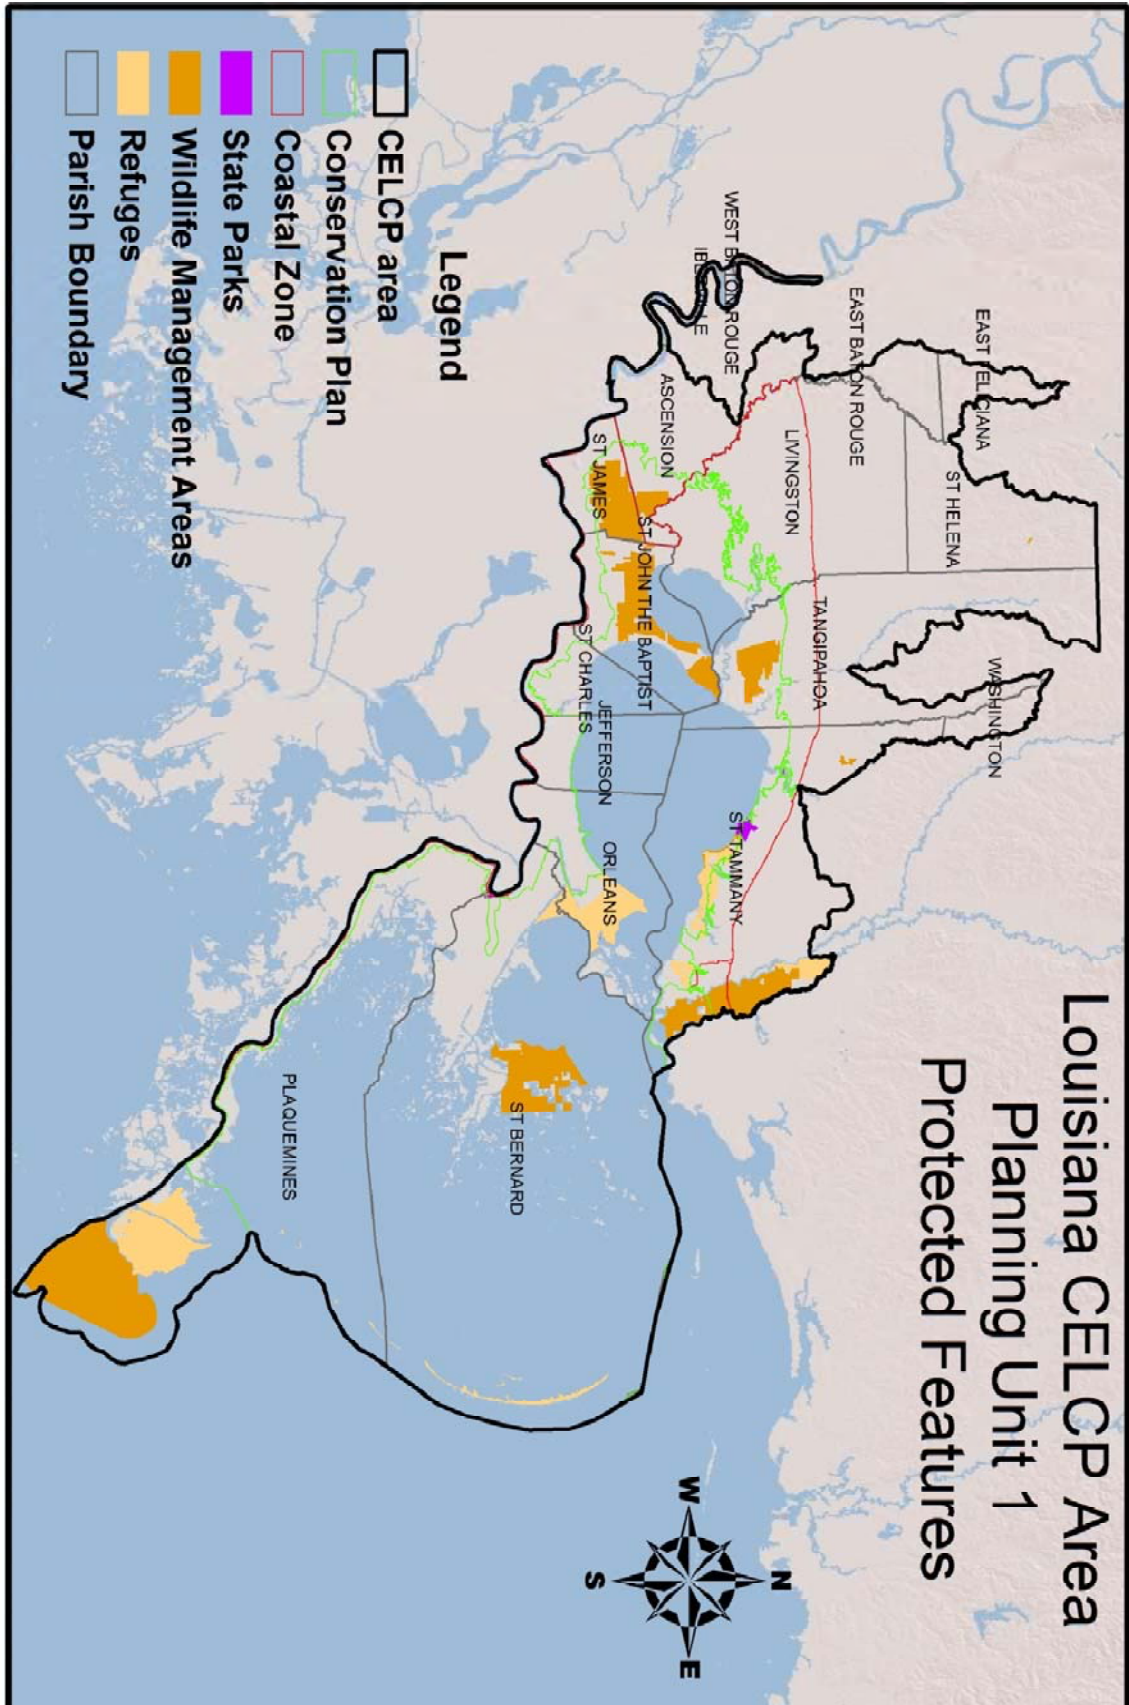 Louisiana CELCP Area
Planning Unit 1
Protected Features
EAST FELICIANA
ST HELENA
WASHINGTON
EAST BATON ROUGE
LIVINGSTON
TANGIPAHOA
WEST BATON ROUGE
IBERVILLE
ASCENSION
ST TAMMANY
ST JAMES
ST JOHN THE BAPTIST
ST CHARLES
JEFFERSON
ORLEANS
ST BERNARD
PLAQUEMINES
N
W
E
S
Legend
CELCP area
Conservation Plan
Coastal Zone
State Parks
Wildlife Management Areas
Refuges
Parish Boundary